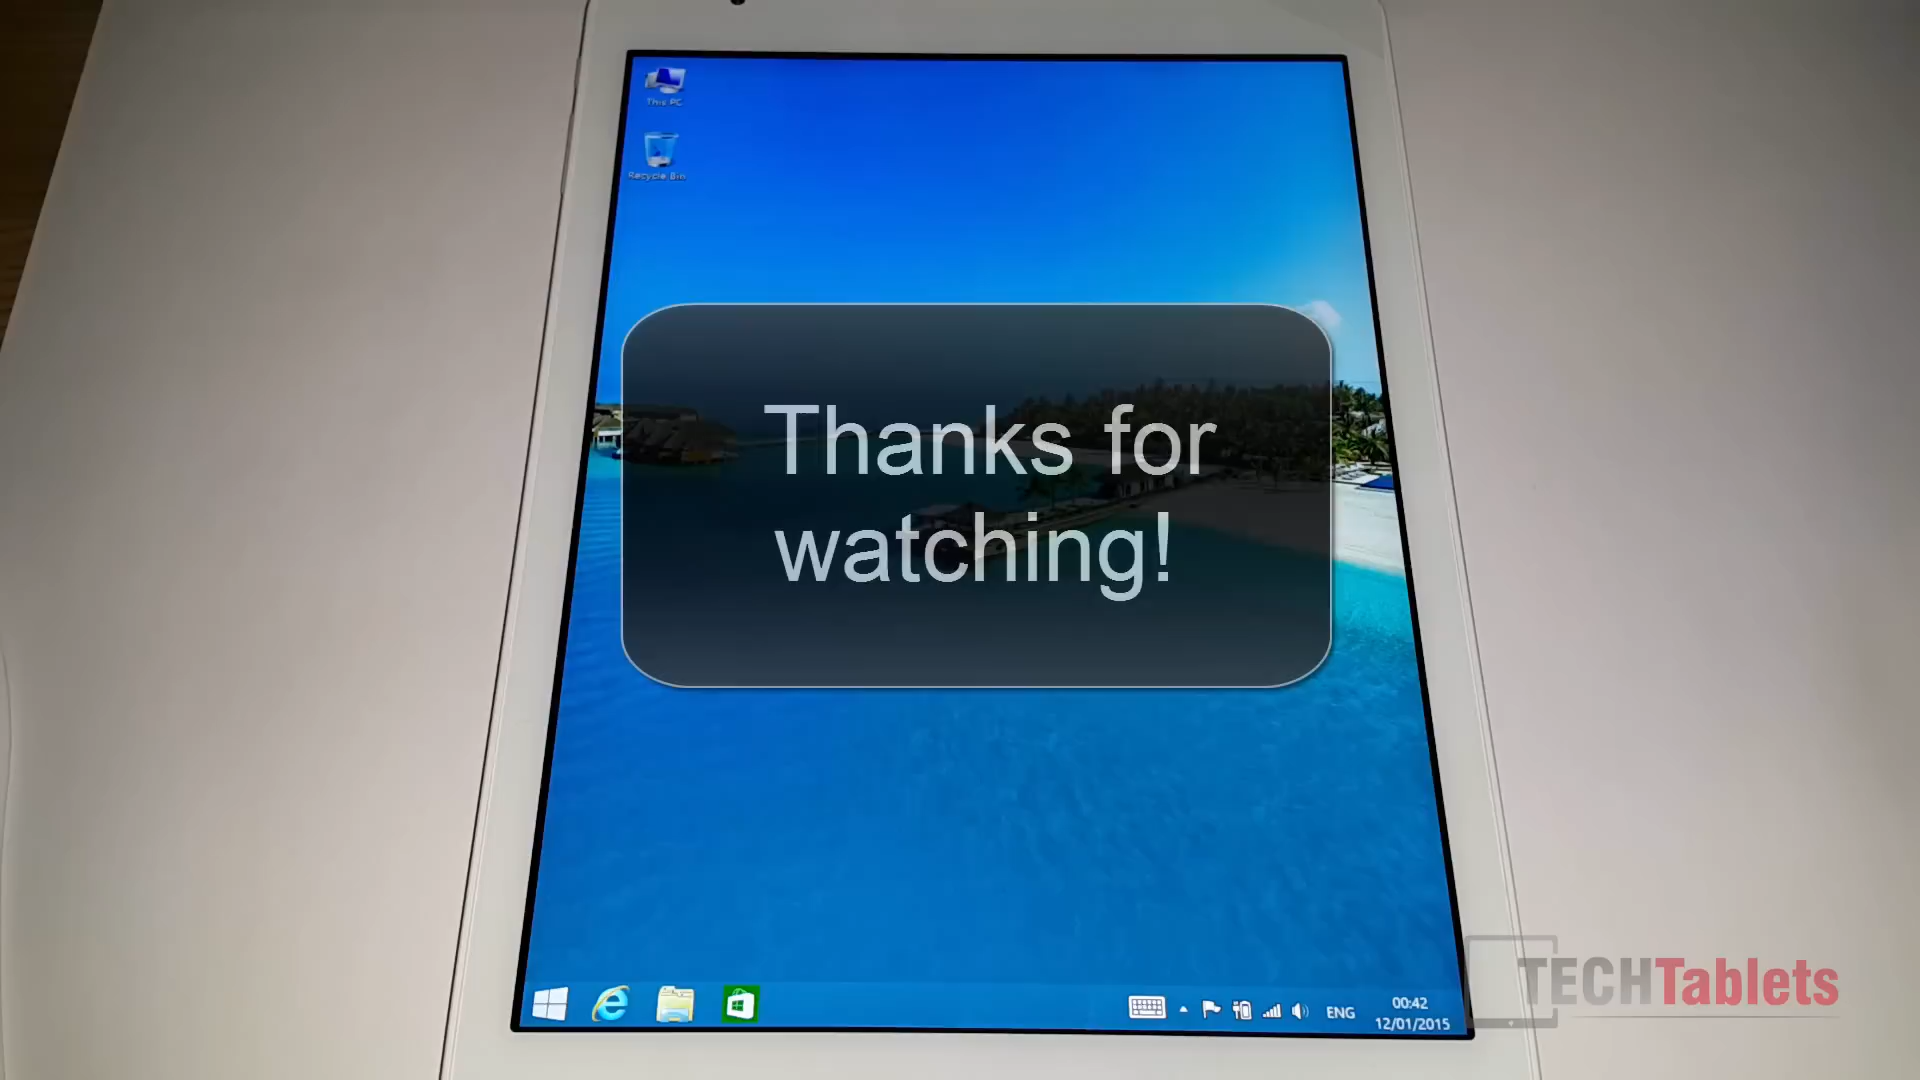 This PC
Recycle Bin
Thanks for
watching!
ENG
00:42
12/01/2015
TECHTablets